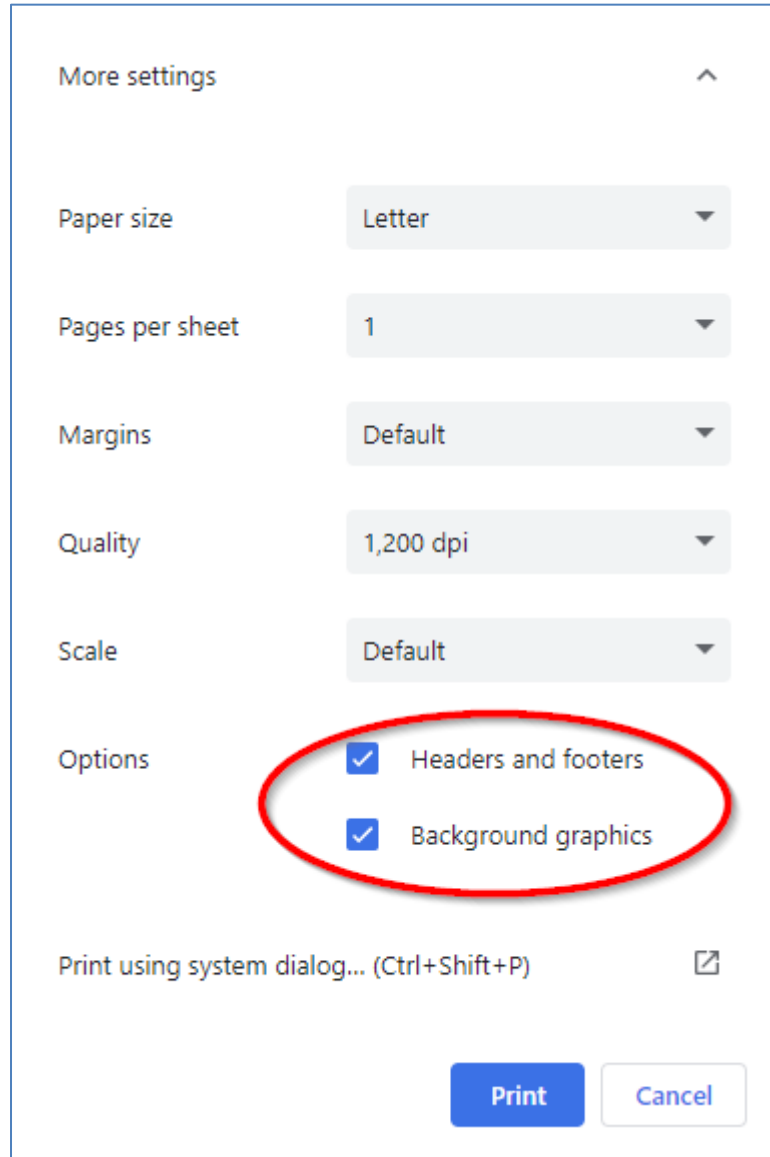 More settings
Paper size Letter
Pages per sheet 1
Margins Default
Quality 1,200 dpi
Scale Default
Options Headers and footers
Background graphics
Print using system dialog... (Ctrl+Shift+P)
Print Cancel